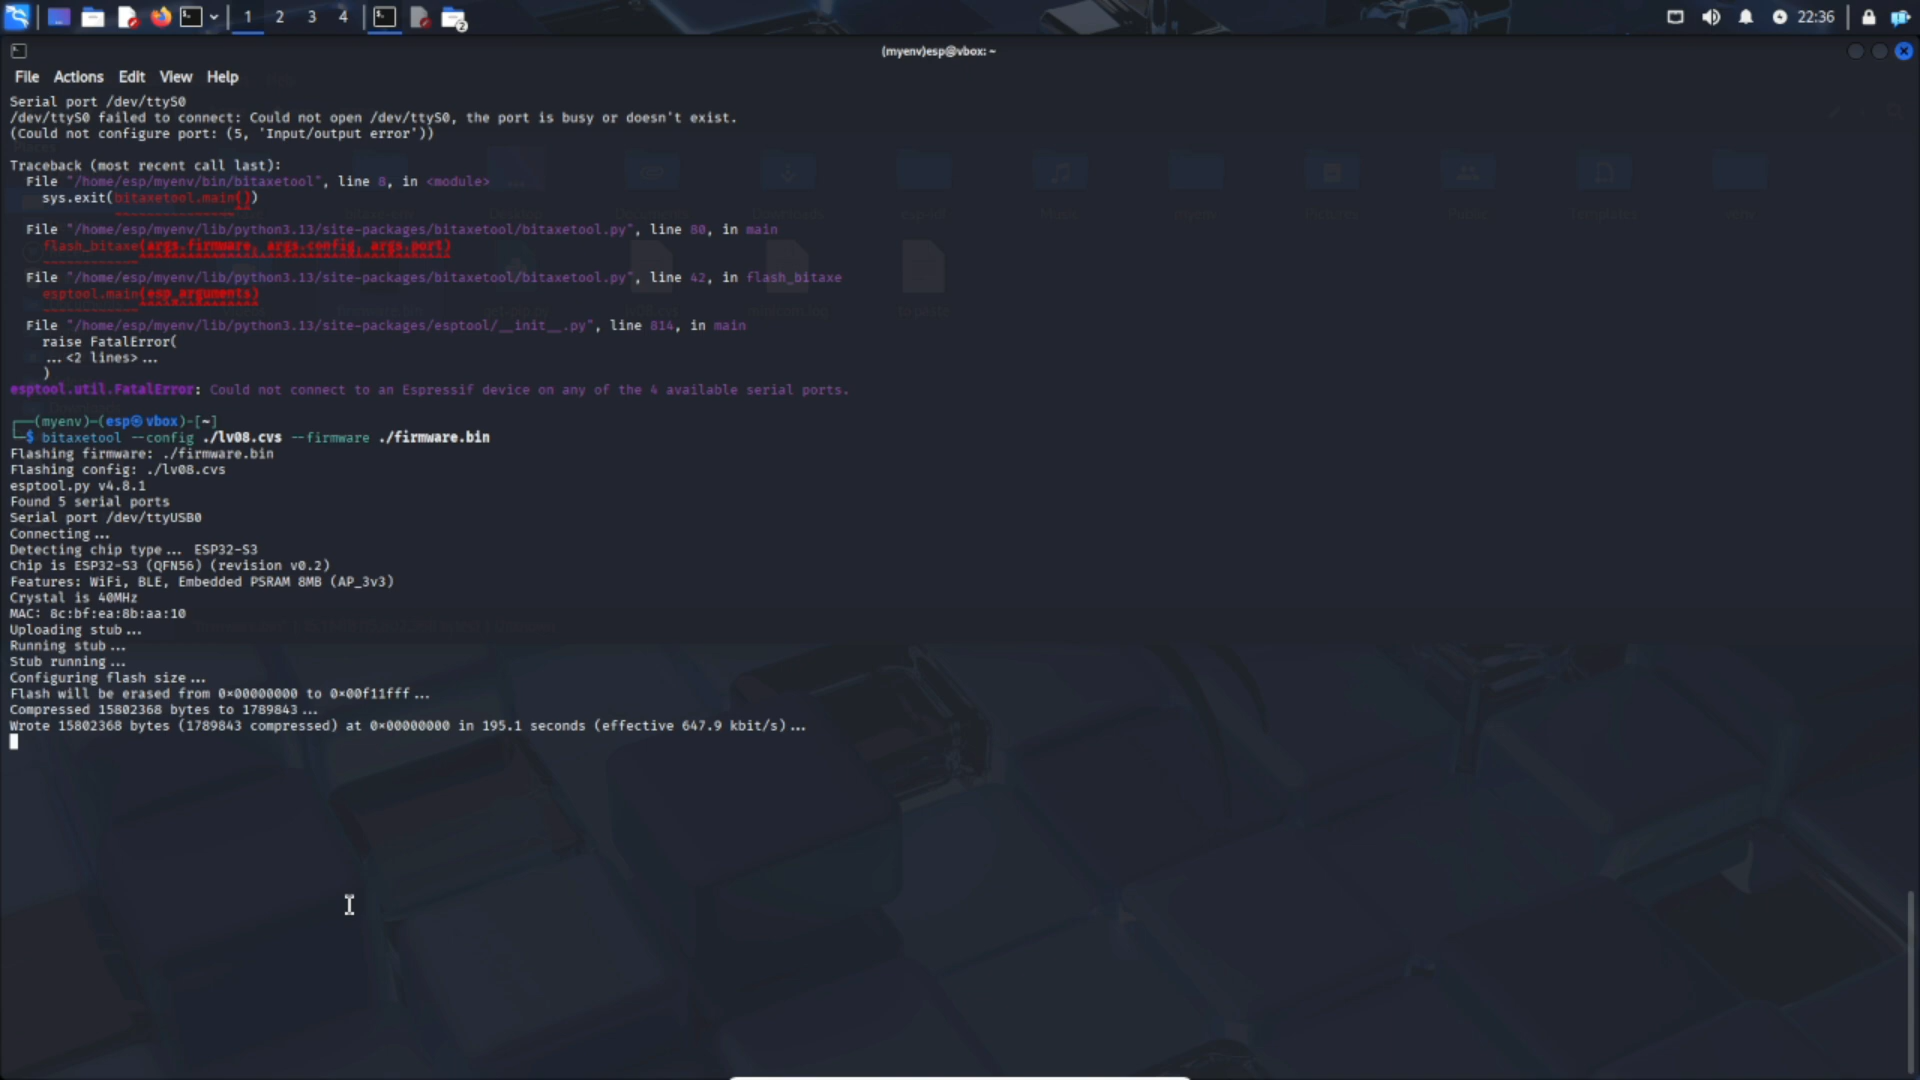 1 2 3 4
22:36
(myenv)esp@vbox: ~
File Actions Edit View Help
Serial port /dev/ttyS0
/dev/ttyS0 failed to connect: Could not open /dev/ttyS0, the port is busy or doesn't exist.
(Could not configure port: (5, 'Input/output error'))
Traceback (most recent call last):
File "/home/esp/myenv/bin/bitaxetool", line 8, in <module>
sys.exit(bitaxetool.main())
File "/home/esp/myenv/lib/python3.13/site-packages/bitaxetool/bitaxetool.py", line 80, in main
flash_bitaxe(args.firmware, args.config, args.port)
File "/home/esp/myenv/lib/python3.13/site-packages/bitaxetool/bitaxetool.py", line 42, in flash_bitaxe
esptool.main(esp_arguments)
File "/home/esp/myenv/lib/python3.13/site-packages/esptool/__init__.py", line 814, in main
raise FatalError(
...<2 lines>...
)
esptool.util.FatalError: Could not connect to an Espressif device on any of the 4 available serial ports.
┌──(myenv)-(esp㉿vbox)-[~]
└─$ bitaxetool --config ./lv08.cvs --firmware ./firmware.bin
Flashing firmware: ./firmware.bin
Flashing config: ./lv08.cvs
esptool.py v4.8.1
Found 5 serial ports
Serial port /dev/ttyUSB0
Connecting...
Detecting chip type... ESP32-S3
Chip is ESP32-S3 (QFN56) (revision v0.2)
Features: WiFi, BLE, Embedded PSRAM 8MB (AP_3v3)
Crystal is 40MHz
MAC: 8c:bf:ea:8b:aa:10
Uploading stub...
Running stub...
Stub running...
Configuring flash size...
Flash will be erased from 0x00000000 to 0x00f11fff...
Compressed 15802368 bytes to 1789843...
Wrote 15802368 bytes (1789843 compressed) at 0x00000000 in 195.1 seconds (effective 647.9 kbit/s)...